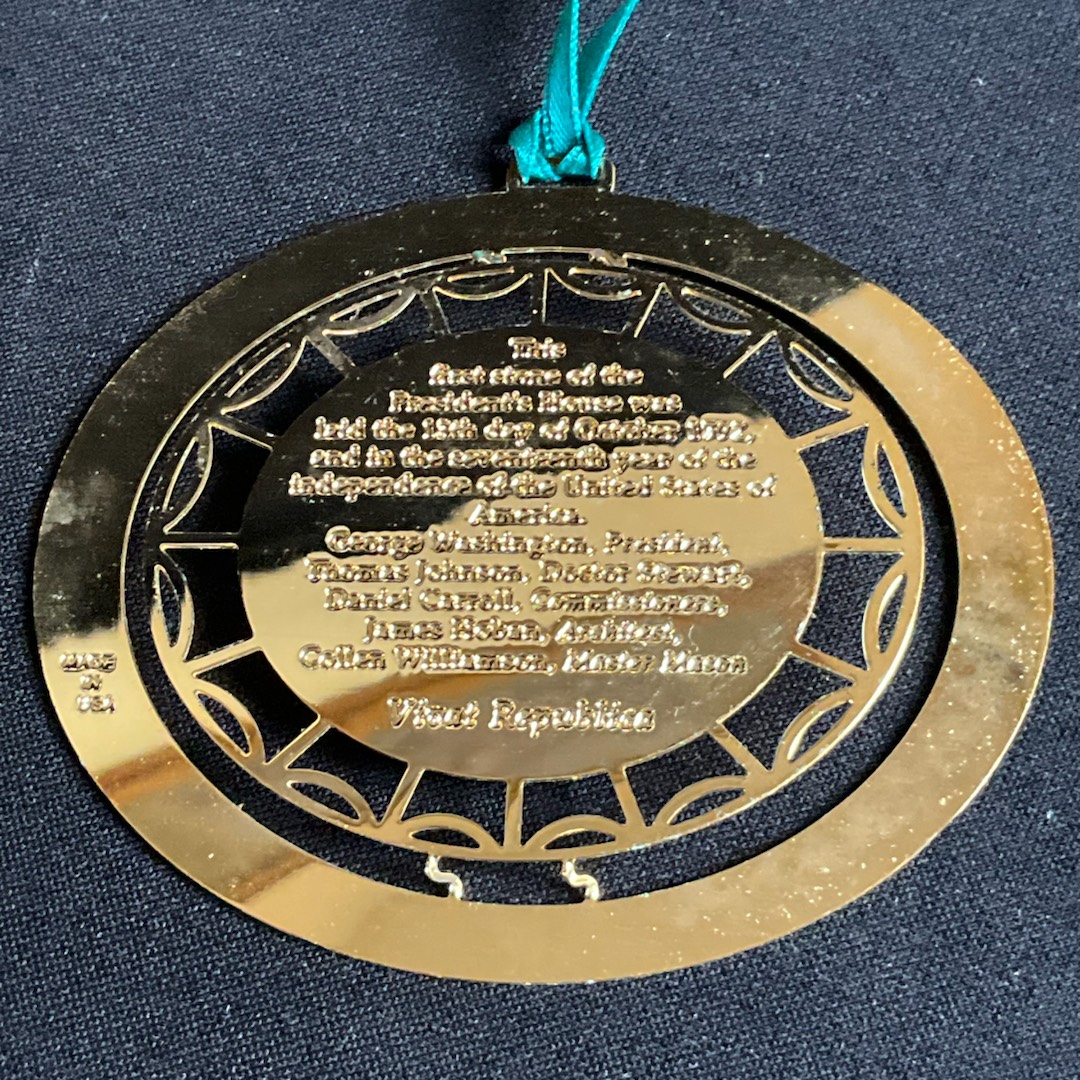 This
first stone of the
President's House was
laid the 13th day of October 1792,
and in the seventeenth year of the
independence of the United States of
America.
George Washington, President,
Thomas Johnson, Doctor Stewart,
Daniel Carroll, Commissioners,
James Hoban, Architect,
Collen Williamson, Master Mason
Vivat Republica
MADE
IN
USA